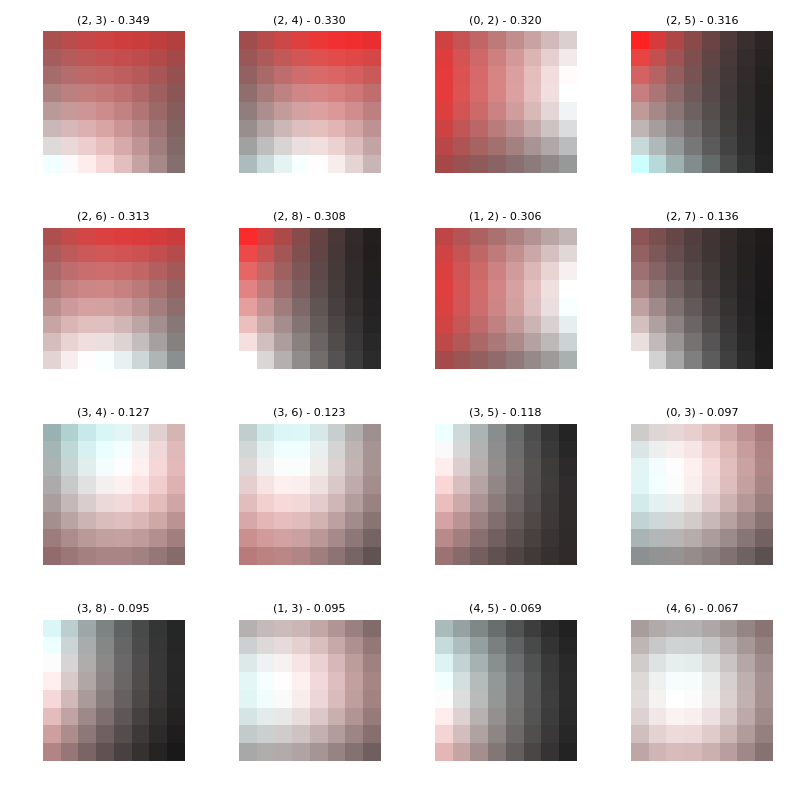 (2, 3) - 0.349
(2, 4) - 0.330
(0, 2) - 0.320
(2, 5) - 0.316
(2, 6) - 0.313
(2, 8) - 0.308
(1, 2) - 0.306
(2, 7) - 0.136
(3, 4) - 0.127
(3, 6) - 0.123
(3, 5) - 0.118
(0, 3) - 0.097
(3, 8) - 0.095
(1, 3) - 0.095
(4, 5) - 0.069
(4, 6) - 0.067